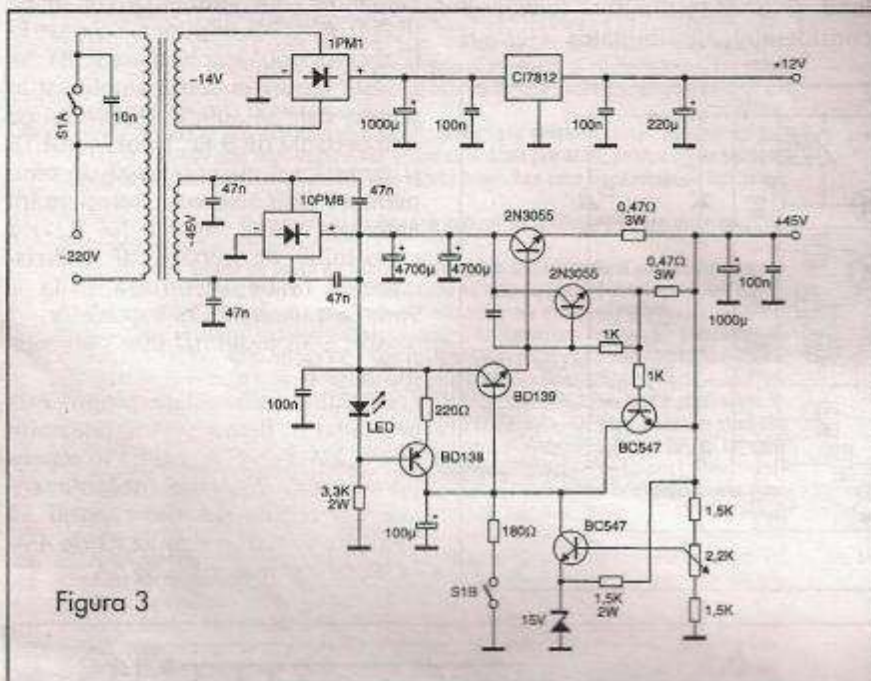 1PM1
~14V
CI7812
+12V
S1A
10n
1000µ
100n
100n
220µ
47n
47n
10PM8
2N3055
0,47Ω
3W
+45V
~45V
~220V
2N3055
0,47Ω
3W
4700µ
4700µ
47n
47n
1K
100n
1000µ
1K
100n
220Ω
BD139
LED
BC547
BD138
3,3K
2W
1,5K
100µ
180Ω
BC547
2,2K
S1B
1,5K
2W
15V
1,5K
Figura 3